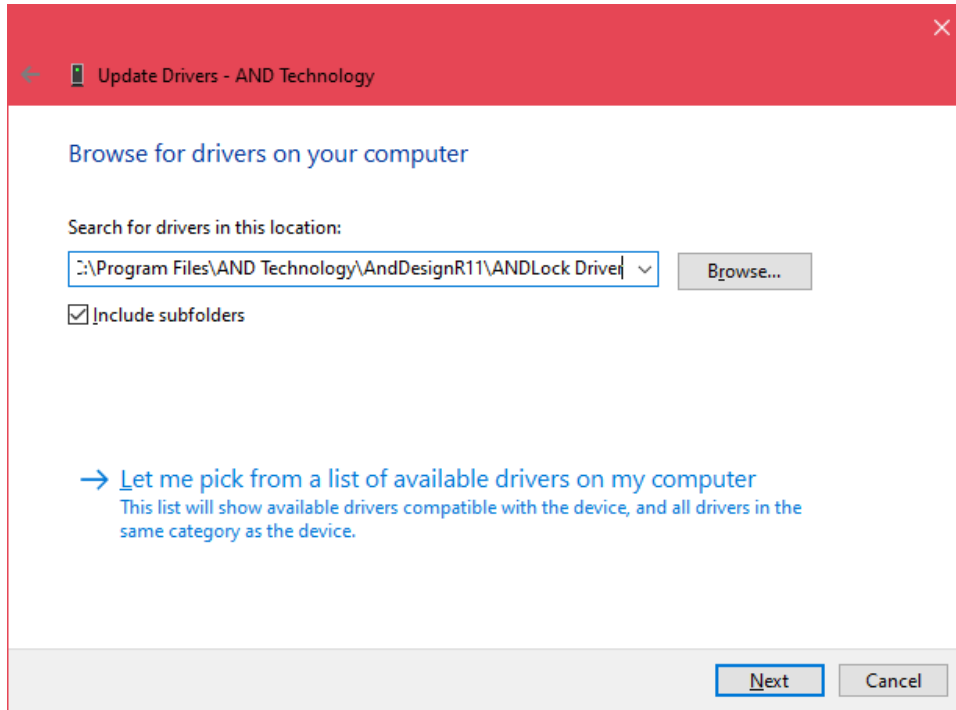 Update Drivers - AND Technology
Browse for drivers on your computer
Search for drivers in this location:
:\Program Files\AND Technology\AndDesignR11\ANDLock Driver
Browse...
Include subfolders
Let me pick from a list of available drivers on my computer
This list will show available drivers compatible with the device, and all drivers in the
same category as the device.
Next
Cancel